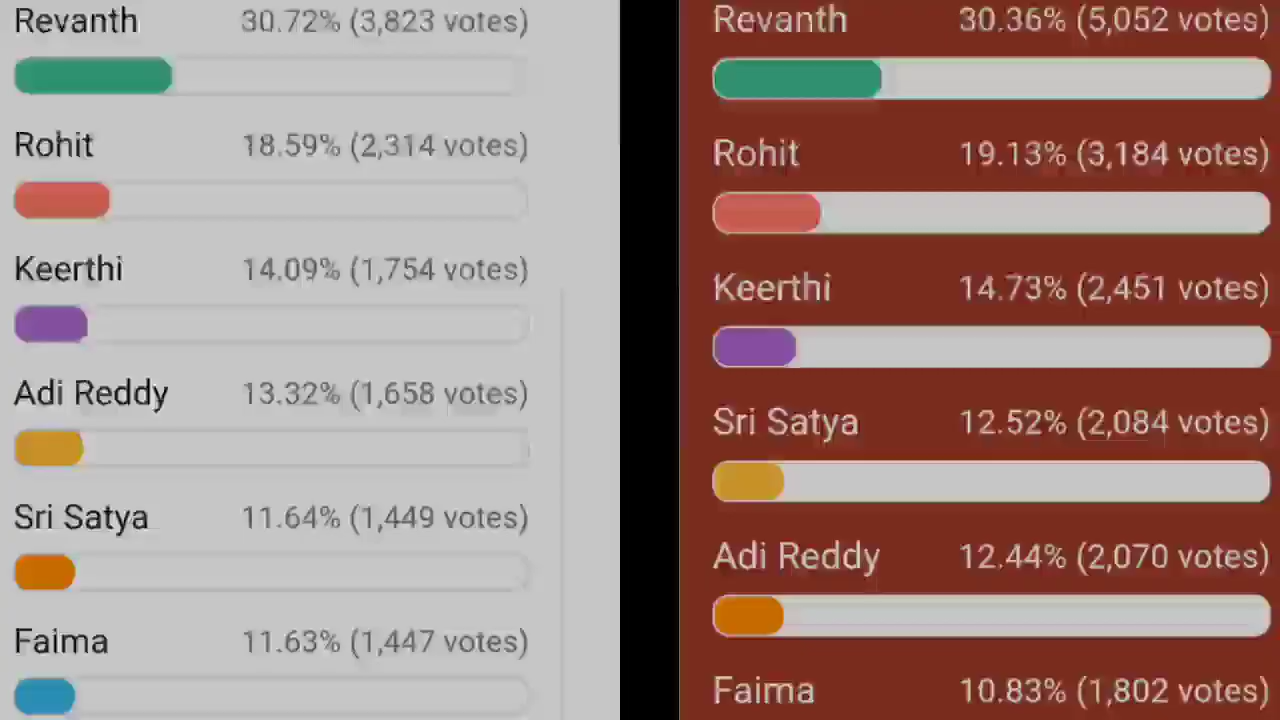 Revanth 30.72% (3,823 votes)
Rohit 18.59% (2,314 votes)
Keerthi 14.09% (1,754 votes)
Adi Reddy 13.32% (1,658 votes)
Sri Satya 11.64% (1,449 votes)
Faima 11.63% (1,447 votes)
Revanth 30.36% (5,052 votes)
Rohit 19.13% (3,184 votes)
Keerthi 14.73% (2,451 votes)
Sri Satya 12.52% (2,084 votes)
Adi Reddy 12.44% (2,070 votes)
Faima 10.83% (1,802 votes)